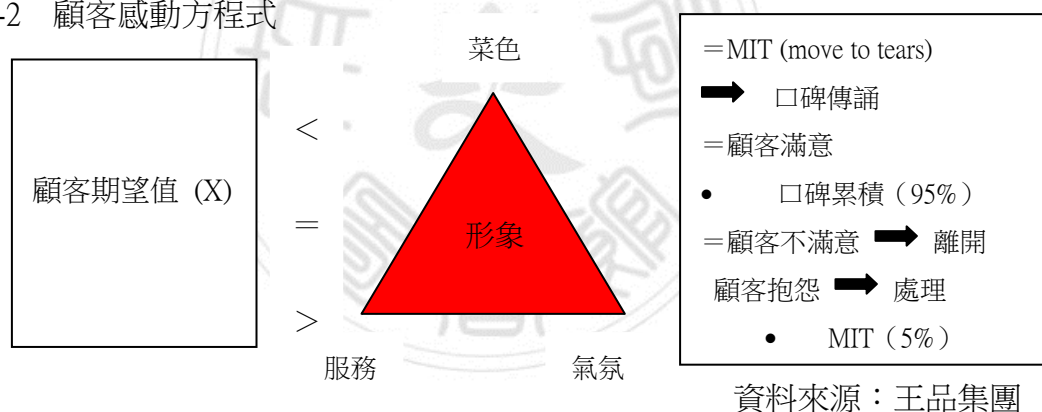 -2 顧客感動方程式
顧客期望值 (X)
＜
＝
＞
菜色
形象
服務
氣氛
＝MIT (move to tears)
➡ 口碑傳誦
＝顧客滿意
• 口碑累積（95%）
＝顧客不滿意 ➡ 離開
顧客抱怨 ➡ 處理
• MIT（5%）
資料來源：王品集團